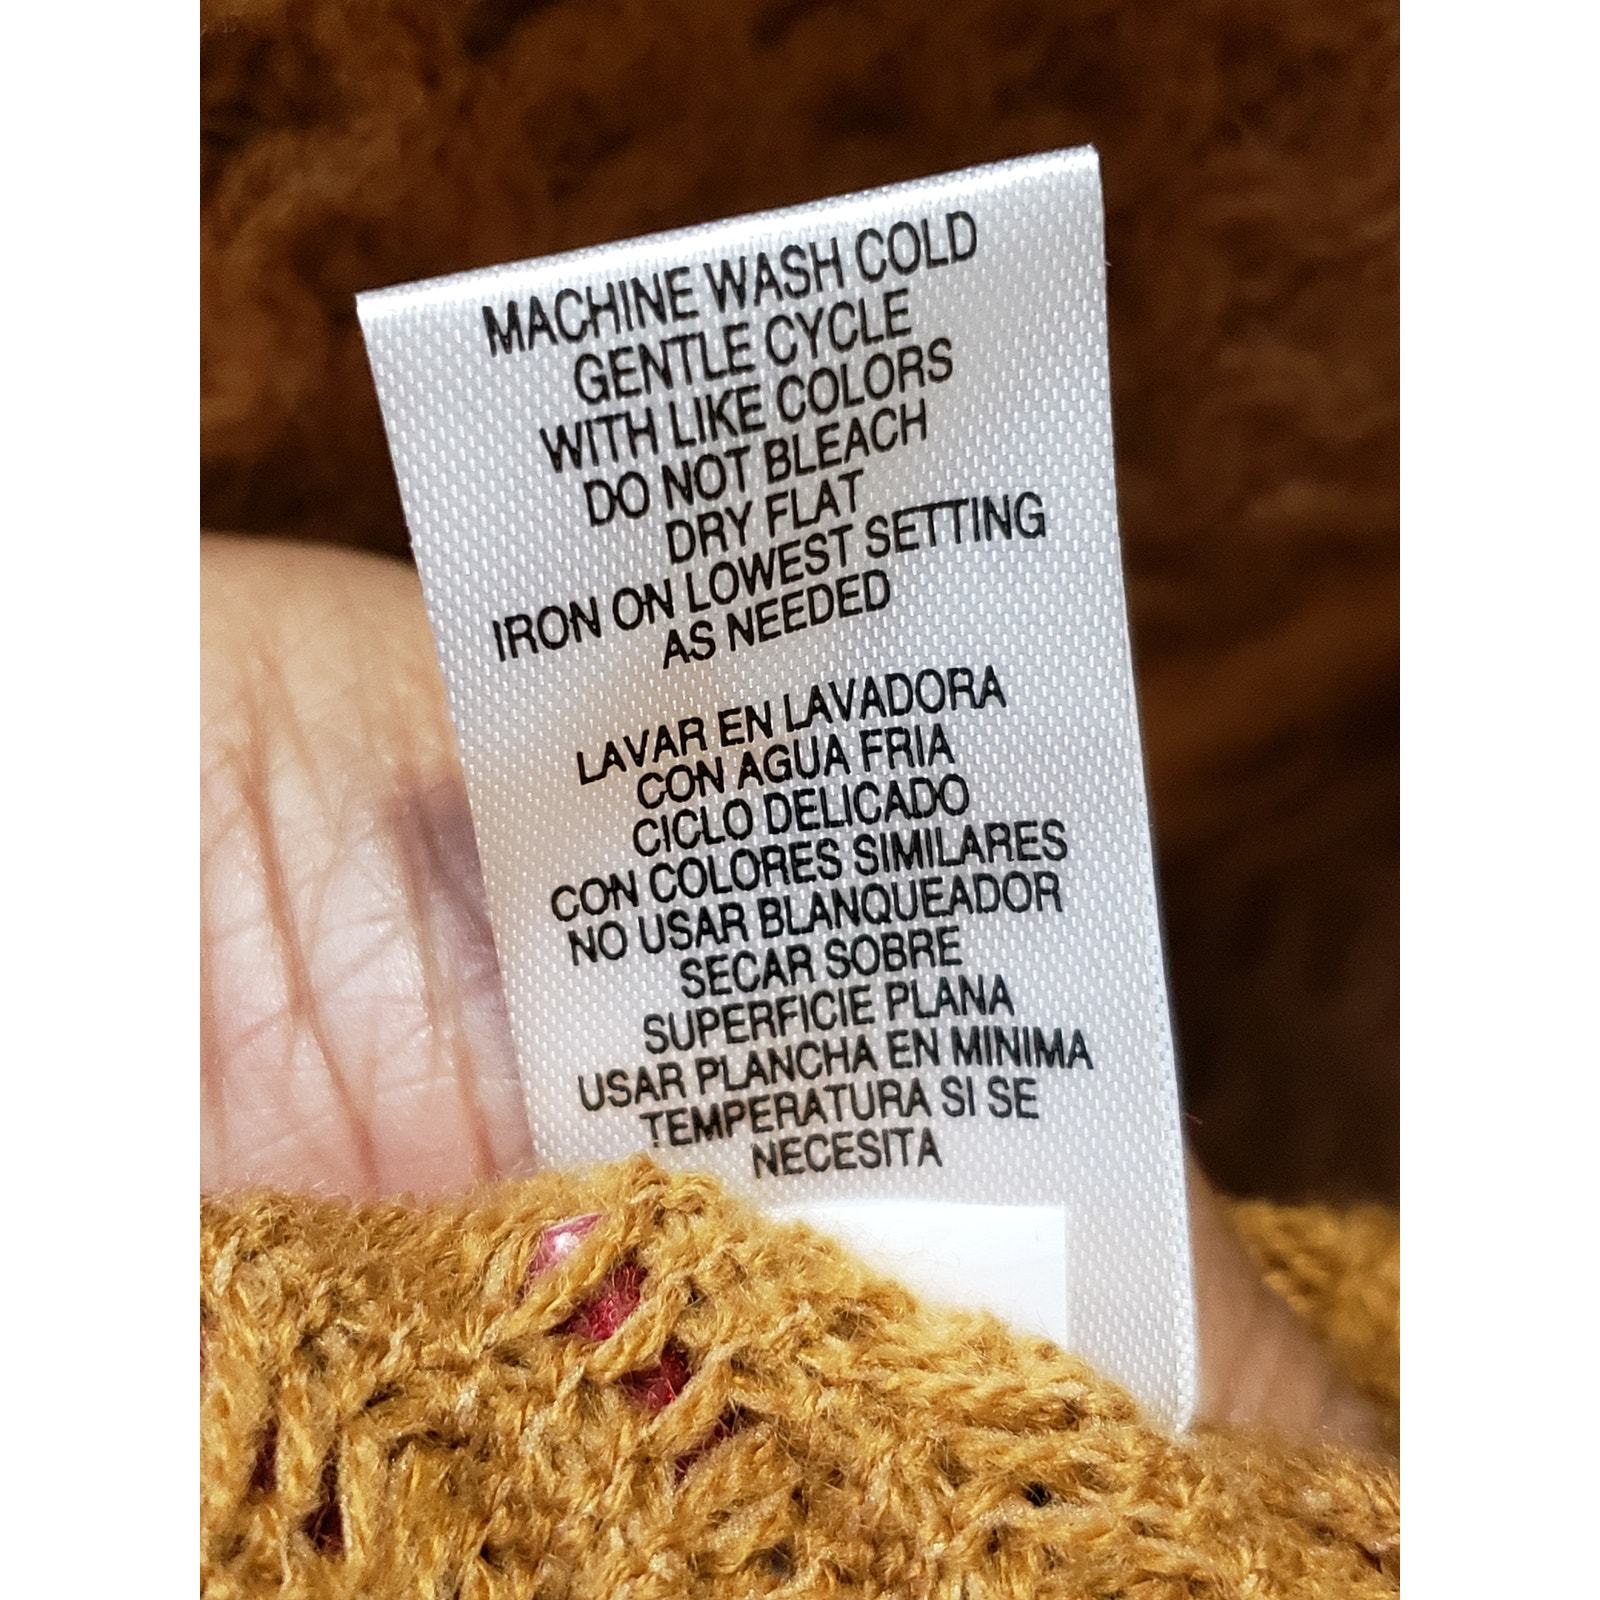 MACHINE WASH COLD
GENTLE CYCLE
WITH LIKE COLORS
DO NOT BLEACH
DRY FLAT
IRON ON LOWEST SETTING
AS NEEDED
LAVAR EN LAVADORA
CON AGUA FRIA
CICLO DELICADO
CON COLORES SIMILARES
NO USAR BLANQUEADOR
SECAR SOBRE
SUPERFICIE PLANA
USAR PLANCHA EN MINIMA
TEMPERATURA SI SE
NECESITA